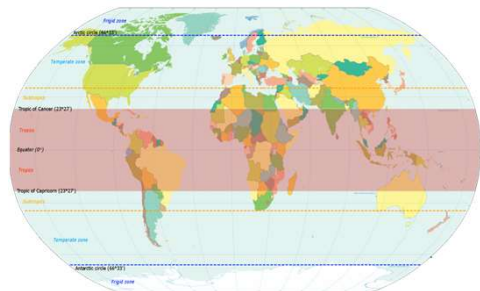 Frigid zone
Arctic circle (66°33')
Temperate zone
Subtropics
Tropic of Cancer (23°27')
Tropics
Equator (0°)
Tropics
Tropic of Capricorn (23°27')
Subtropics
Temperate zone
Antarctic circle (66°33')
Frigid zone